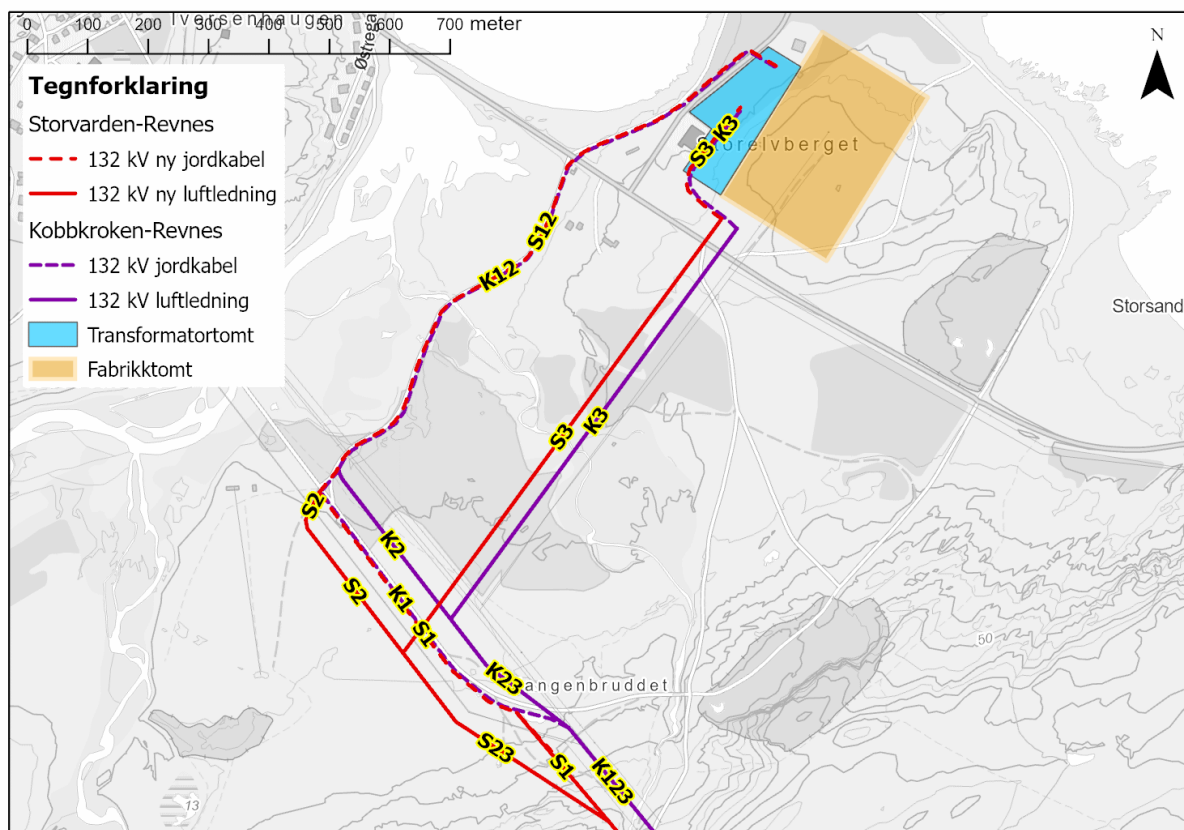 Iversenhaugen
0 100 200 300 400 500 600 700 meter
Østresa
N
Tegnforklaring
Storvarden-Revnes
132 kV ny jordkabel
132 kV ny luftledning
Kobbkroken-Revnes
132 kV jordkabel
132 kV luftledning
Transformatortomt
Fabrikktomt
S3 K3
Storelvberget
S12
K12
Storsand
S3
K3
S2
K2
S2
K1
S1
50
K23
angenbruddet
S23
S1
K123
13